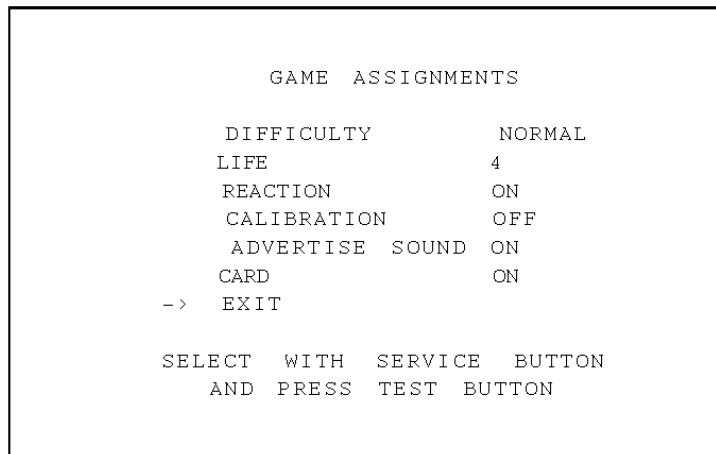 GAME ASSIGNMENTS
DIFFICULTY NORMAL
LIFE 4
REACTION ON
CALIBRATION OFF
ADVERTISE SOUND ON
CARD ON
-> EXIT
SELECT WITH SERVICE BUTTON
AND PRESS TEST BUTTON